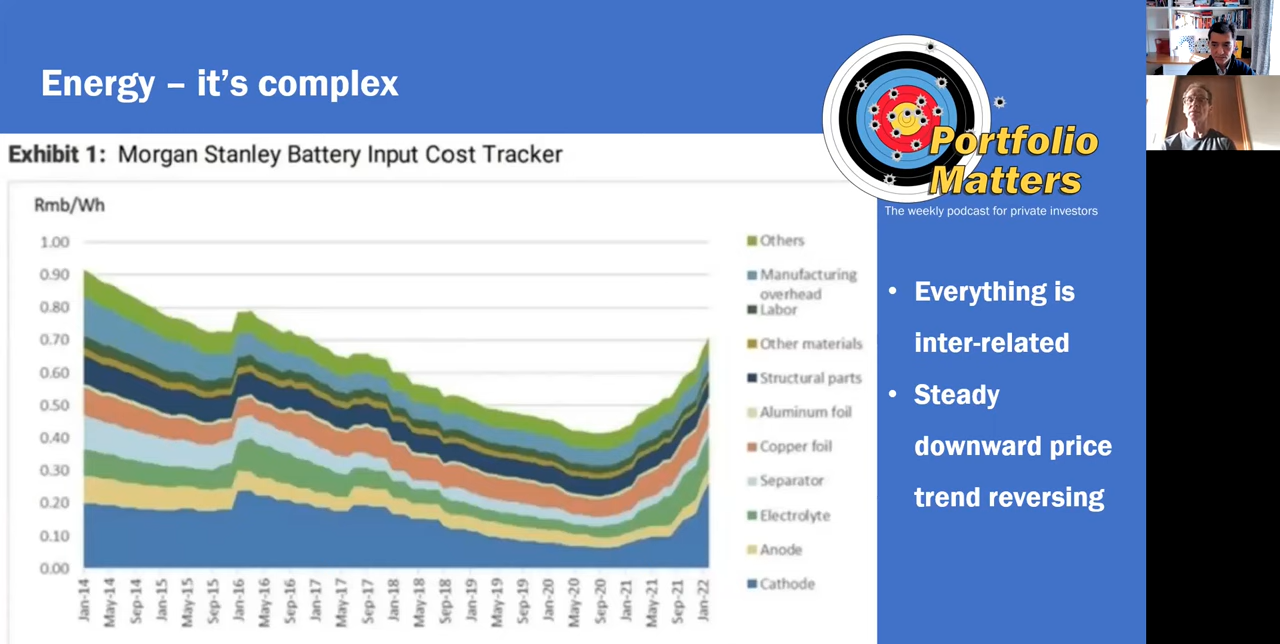 Energy – it's complex
Exhibit 1: Morgan Stanley Battery Input Cost Tracker
Rmb/Wh
1.00
0.90
0.80
0.70
0.60
0.50
0.40
0.30
0.20
0.10
0.00
Jan-14
May-14
Sep-14
Jan-15
May-15
Sep-15
Jan-16
May-16
Sep-16
Jan-17
May-17
Sep-17
Jan-18
May-18
Sep-18
Jan-19
May-19
Sep-19
Jan-20
May-20
Sep-20
Jan-21
May-21
Sep-21
Jan-22
Others
Manufacturing
overhead
Labor
Other materials
Structural parts
Aluminum foil
Copper foil
Separator
Electrolyte
Anode
Cathode
Portfolio
Matters
The weekly podcast for private investors
• Everything is
inter-related
• Steady
downward price
trend reversing